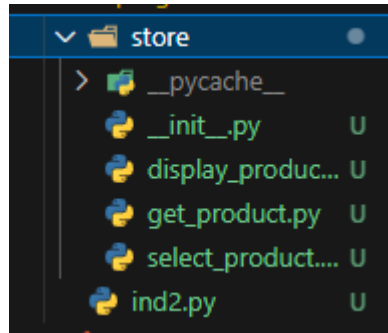 store
__pycache__
__init__.py
U
display_produc...
U
get_product.py
U
select_product....
U
ind2.py
U